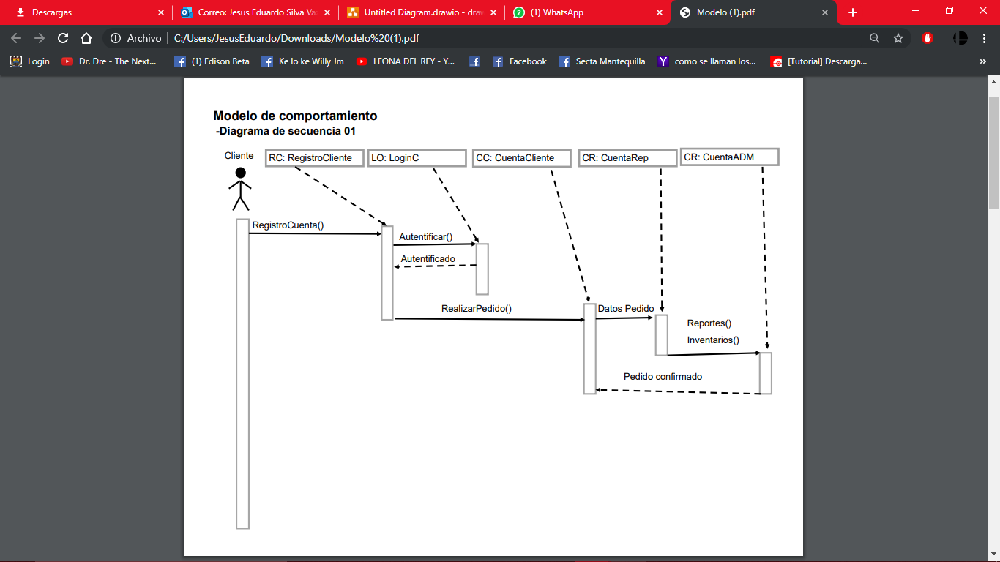 Descargas
Correo: Jesus Eduardo Silva Va
Untitled Diagram.drawio - draw
(1) WhatsApp
Modelo (1).pdf
Archivo
C:/Users/JesusEduardo/Downloads/Modelo%20(1).pdf
Login
Dr. Dre - The Next...
(1) Edison Beta
Ke lo ke Willy Jm
LEONA DEL REY - Y...
Facebook
Secta Mantequilla
como se llaman los...
[Tutorial] Descarga...
Modelo de comportamiento
-Diagrama de secuencia 01
Cliente
RC: RegistroCliente
LO: LoginC
CC: CuentaCliente
CR: CuentaRep
CR: CuentaADM
RegistroCuenta()
Autentificar()
Autentificado
RealizarPedido()
Datos Pedido
Reportes()
Inventarios()
Pedido confirmado